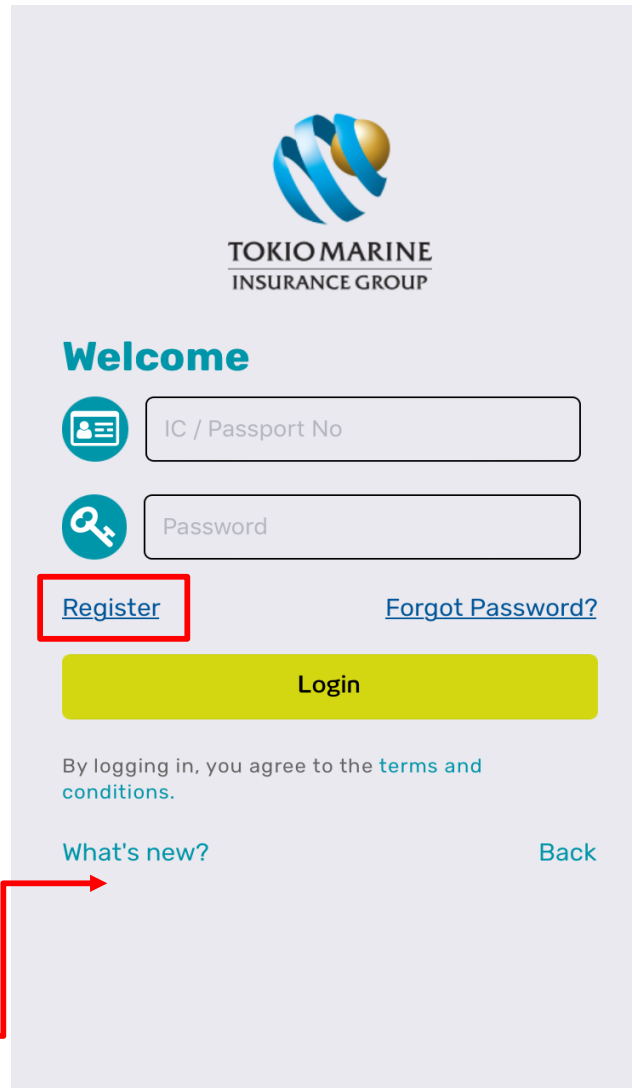 TOKIO MARINE
INSURANCE GROUP
Welcome
IC / Passport No
Password
Register
Forgot Password?
Login
By logging in, you agree to the terms and
conditions.
What's new?
Back